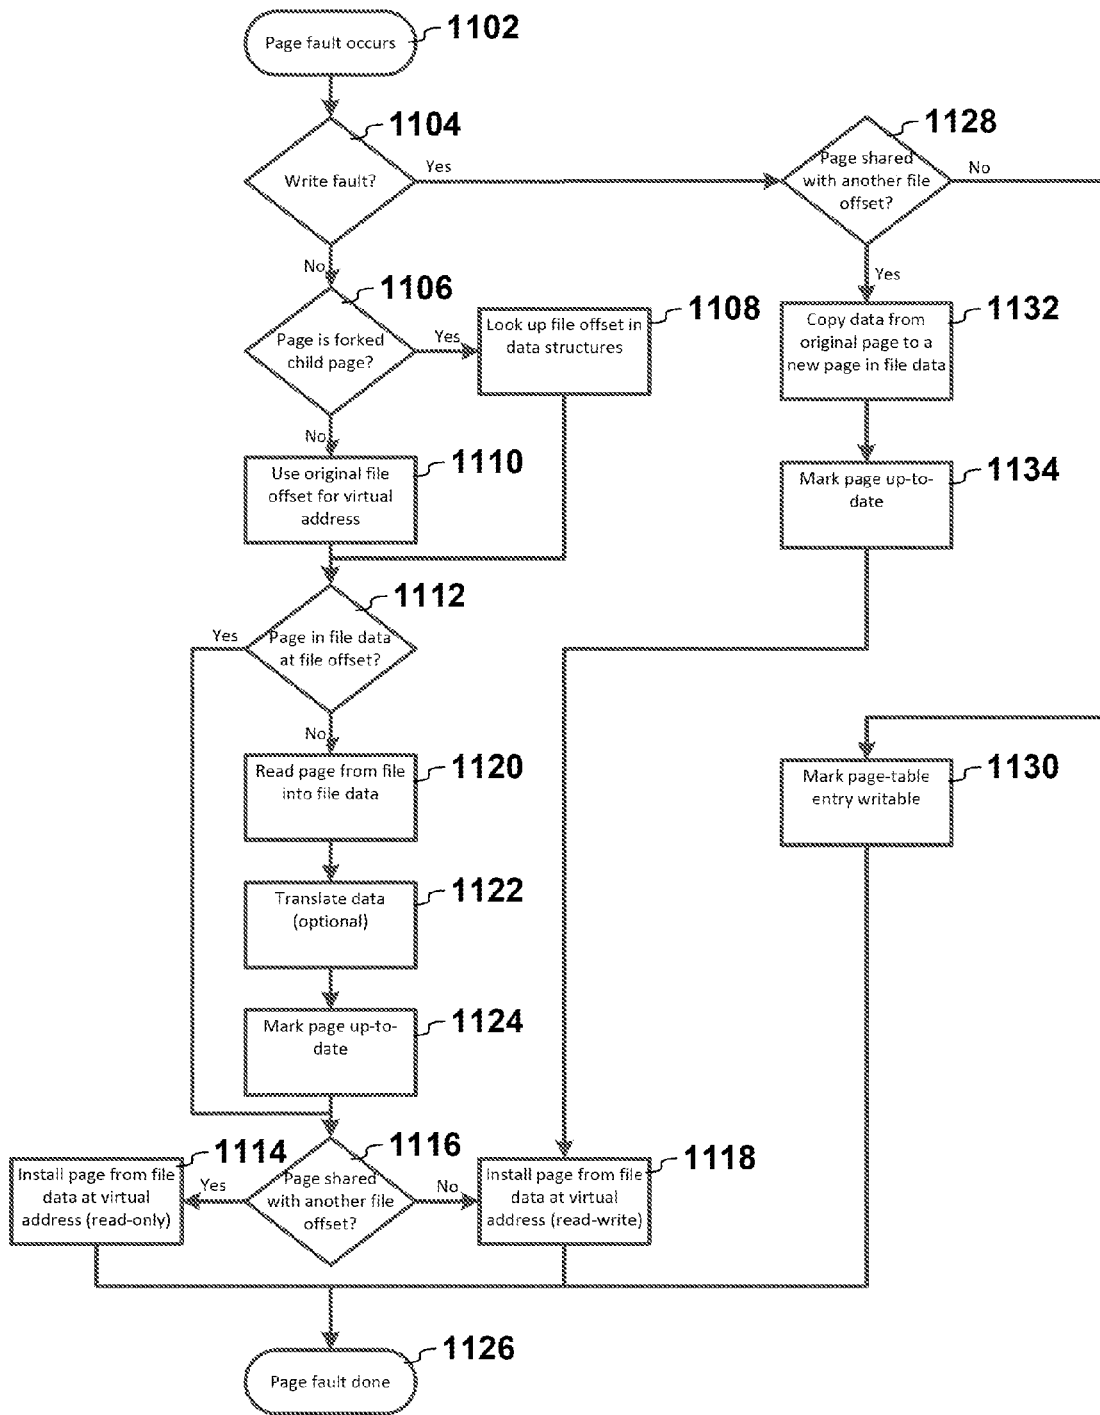 Page fault occurs
1102
1104
Write fault?
Yes
No
1128
Page shared
with another file
offset?
No
Yes
1106
Page is forked
child page?
Yes
No
1108
Look up file offset in
data structures
1132
Copy data from
original page to a
new page in file data
1110
Use original file
offset for virtual
address
1134
Mark page up-to-
date
1112
Page in file data
at file offset?
Yes
No
1120
Read page from file
into file data
1130
Mark page-table
entry writable
1122
Translate data
(optional)
1124
Mark page up-to-
date
1114
Install page from file
data at virtual
address (read-only)
1116
Page shared
with another file
offset?
Yes
No
1118
Install page from file
data at virtual
address (read-write)
1126
Page fault done